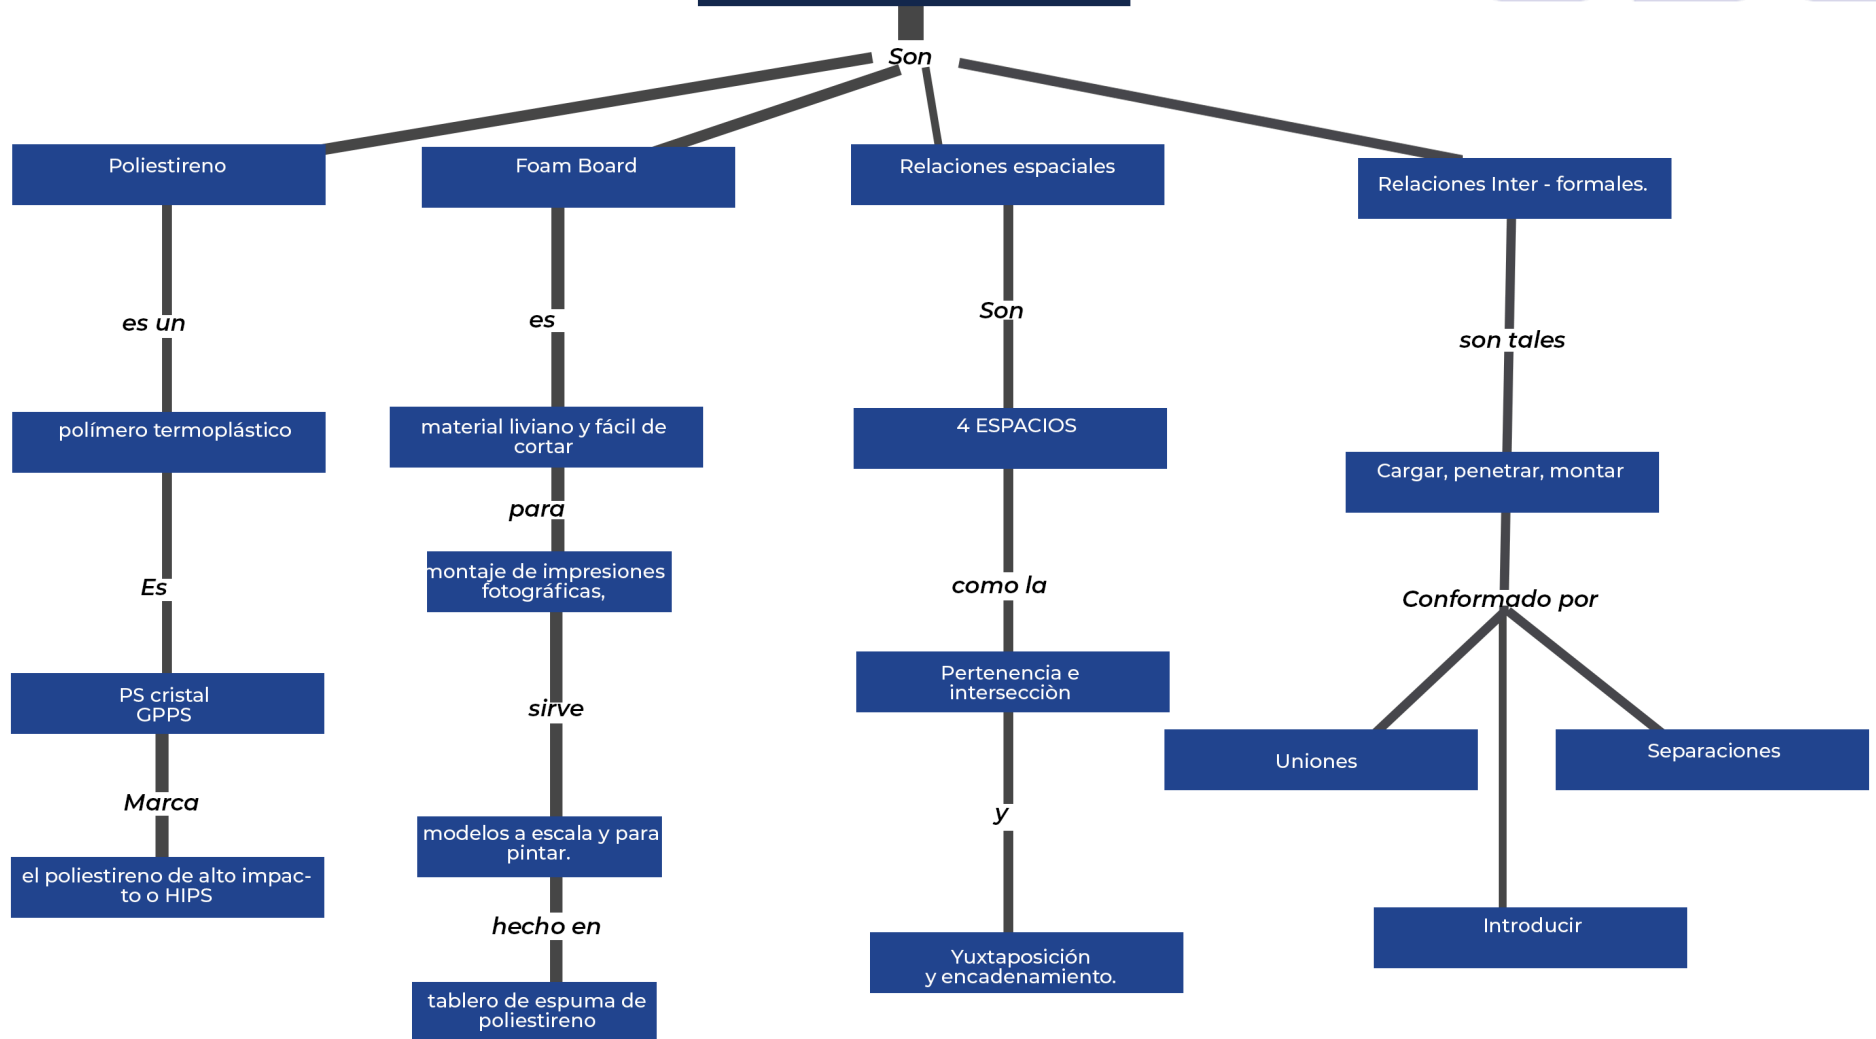 Son
Poliestireno
es un
polímero termoplástico
Es
PS cristal
GPPS
Marca
el poliestireno de alto impac-
to o HIPS
Foam Board
es
material liviano y fácil de
cortar
para
montaje de impresiones
fotográficas,
sirve
modelos a escala y para
pintar.
hecho en
tablero de espuma de
poliestireno
Relaciones espaciales
Son
4 ESPACIOS
como la
Pertenencia e
intersecciòn
y
Yuxtaposición
y encadenamiento.
Relaciones Inter - formales.
son tales
Cargar, penetrar, montar
Conformado por
Uniones
Separaciones
Introducir